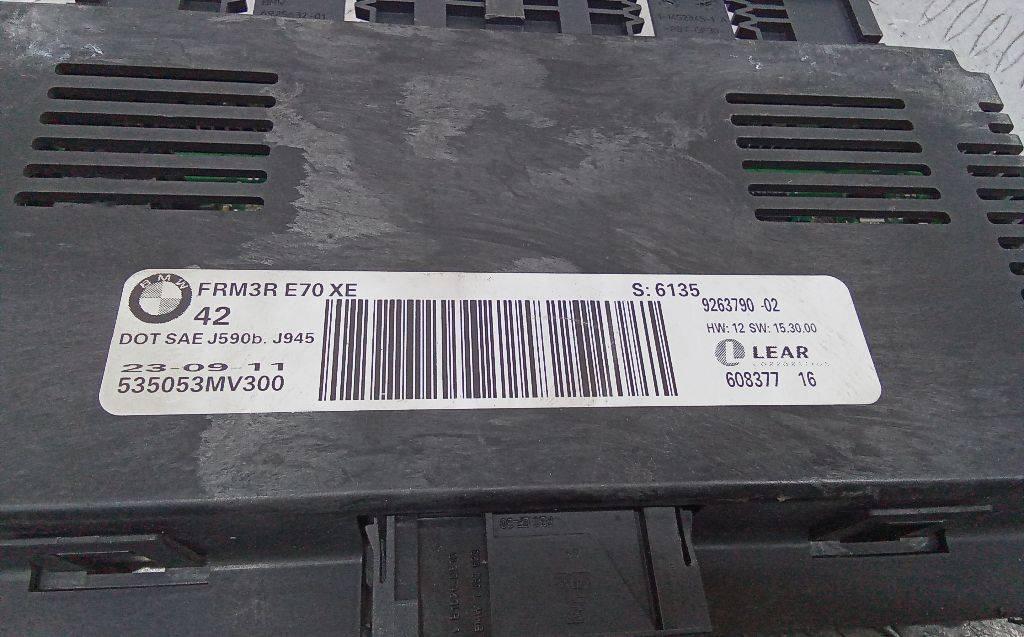 BMW
FRM3R E70 XE
42
DOT SAE J590b. J945
23-09-11
535053MV300
S: 6135
9263790 -02
HW: 12 SW: 15.30.00
L LEAR
CORPORATION
608377 16